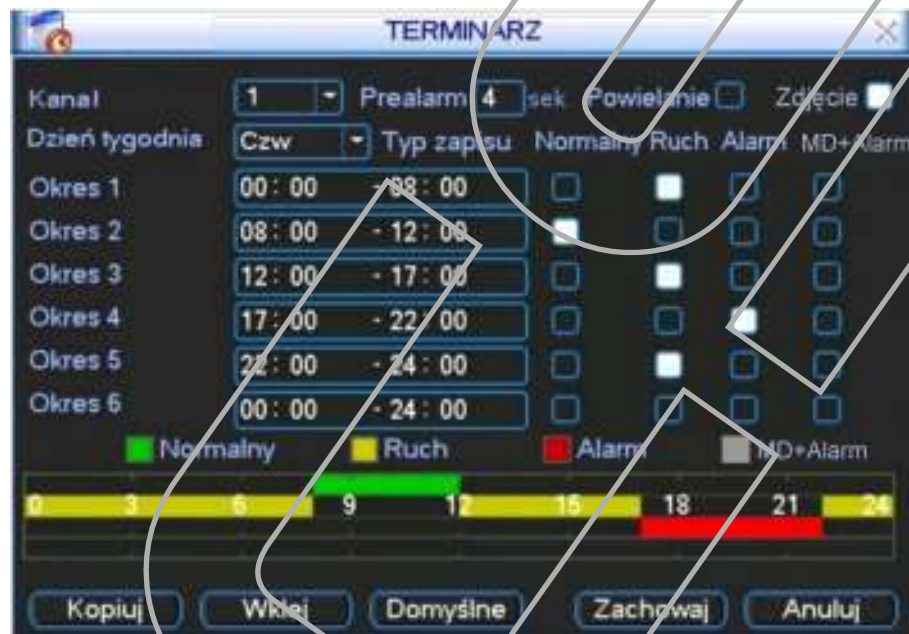 TERMINARZ
Kanał 1 Prealarm 4 sek Powielanie Zdjęcie
Dzień tygodnia Czw Typ zapisu Normalny Ruch Alarm MD+Alarm
Okres 1 00: 00 - 08: 00
Okres 2 08: 00 - 12: 00
Okres 3 12: 00 - 17: 00
Okres 4 17: 00 - 22: 00
Okres 5 22: 00 - 24: 00
Okres 6 00: 00 - 24: 00
Normalny Ruch Alarm MD+Alarm
0 3 6 9 12 15 18 21 24
Kopiuj Wklej Domyślne Zachowaj Anuluj